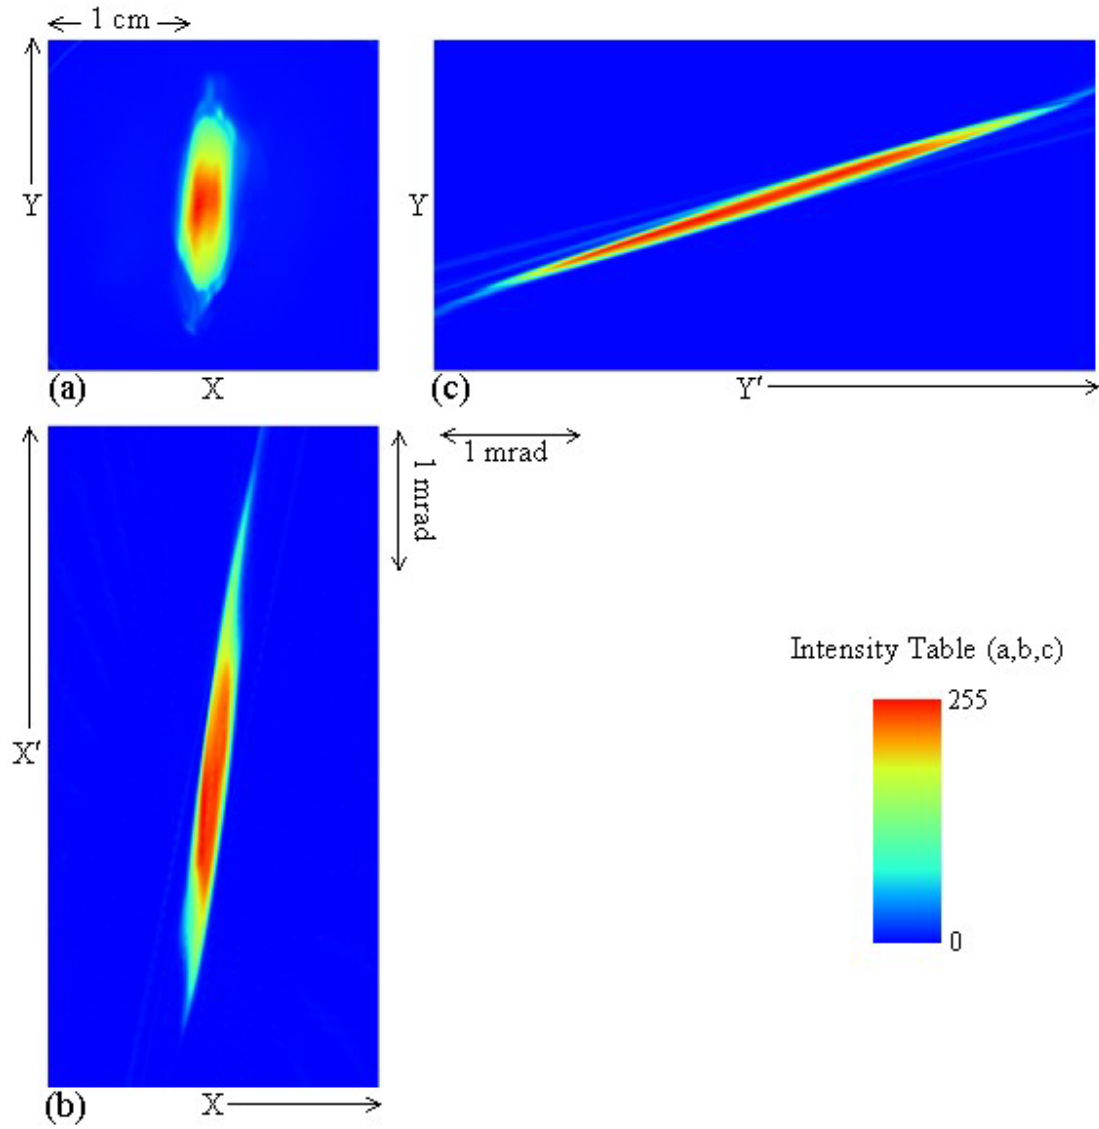 1 cm
Y
(a)
X
Y
(c)
Y'
1 mrad
1 mrad
X'
(b)
X
Intensity Table (a,b,c)
255
0